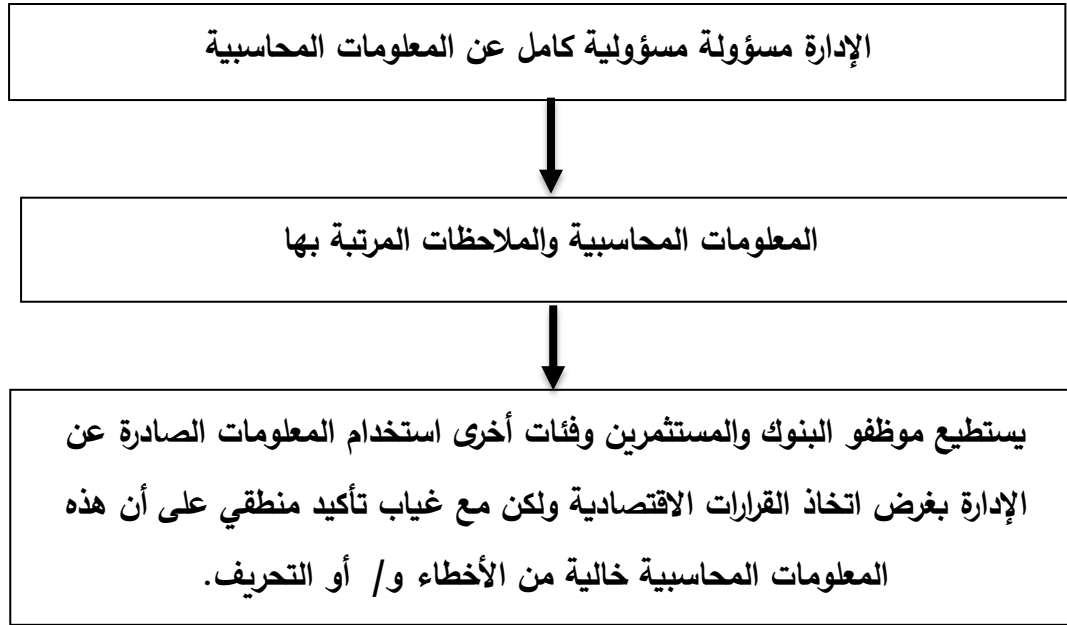 الإدارة مسؤولة مسؤولية كامل عن المعلومات المحاسبية
المعلومات المحاسبية والملاحظات المرتبة بها
يستطيع موظفو البنوك والمستثمرين وفئات أخرى استخدام المعلومات الصادرة عن
الإدارة بغرض اتخاذ القرارات الاقتصادية ولكن مع غياب تأكيد منطقي على أن هذه
المعلومات المحاسبية خالية من الأخطاء و/ أو التحريف.